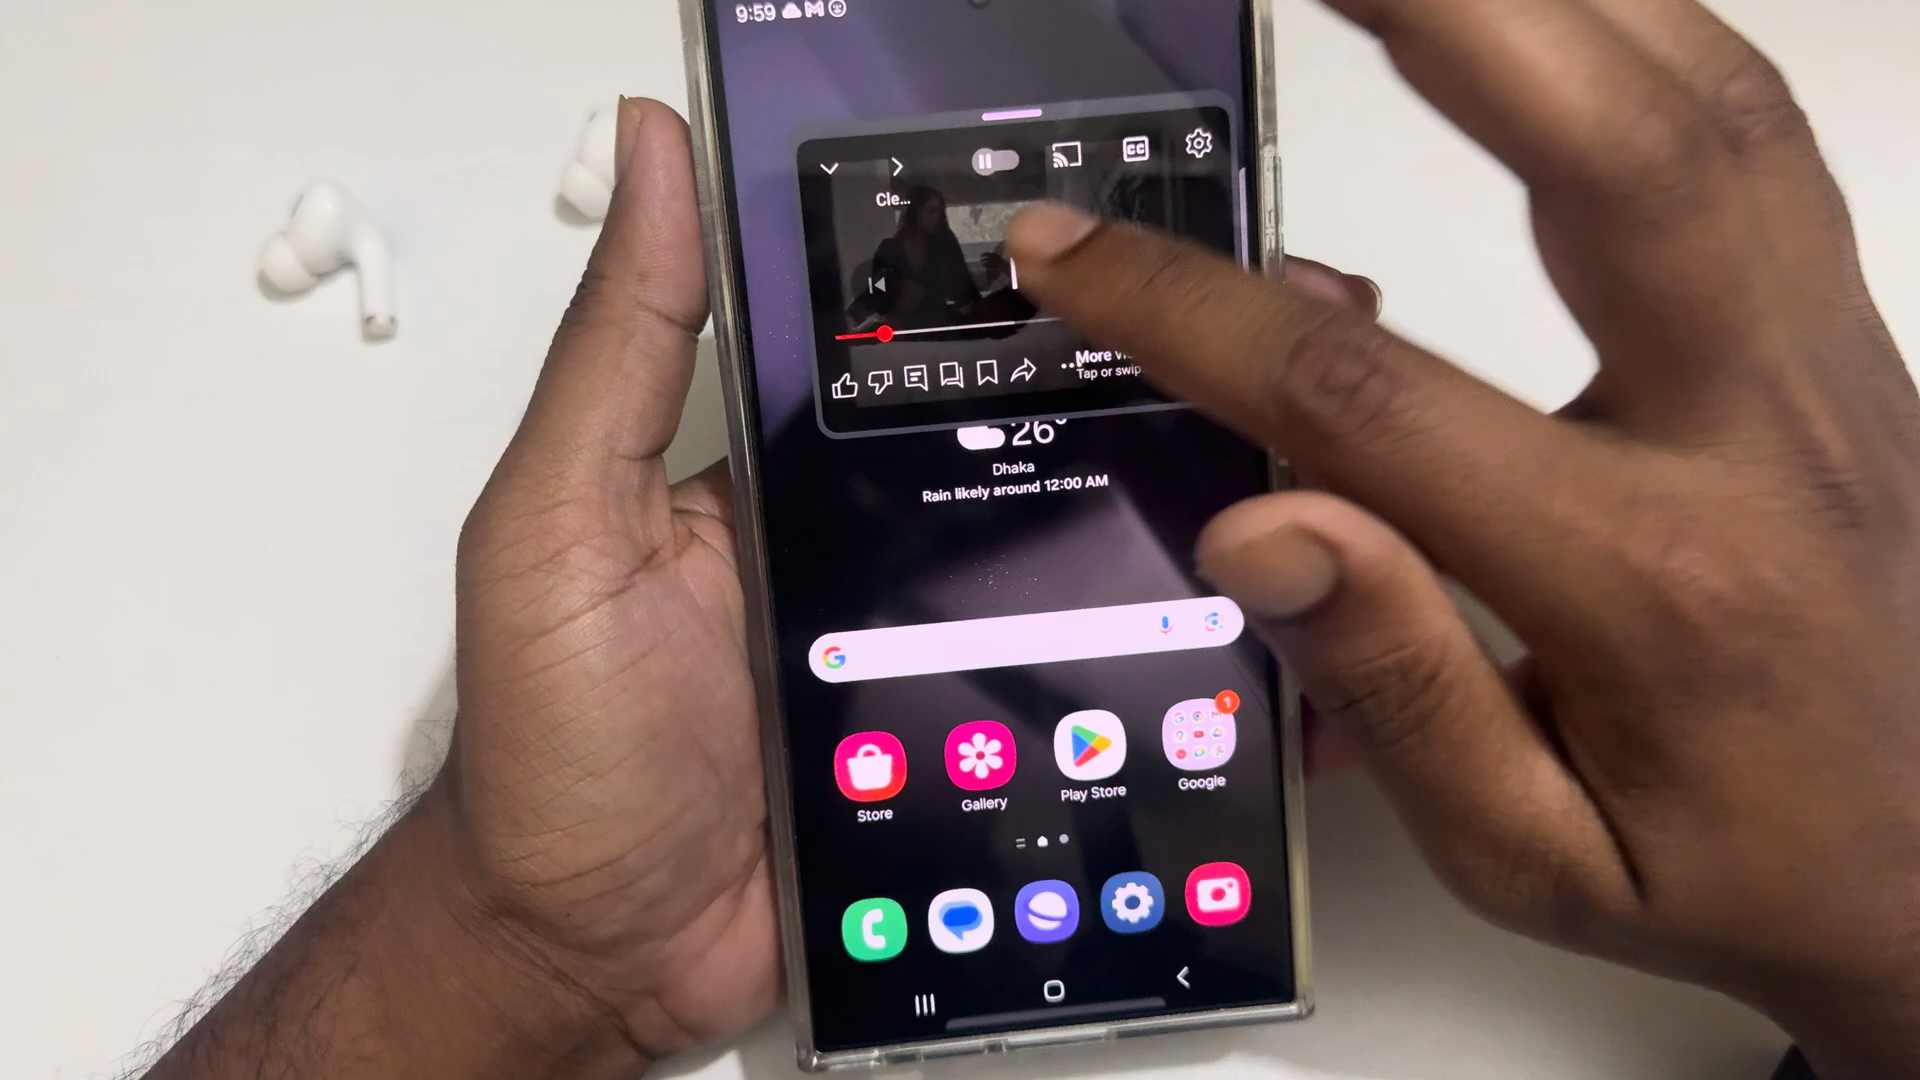 9:59
CC
Cle...
More
Tap or swip
26°
Dhaka
Rain likely around 12:00 AM
G
1
Store
Gallery
Play Store
Google